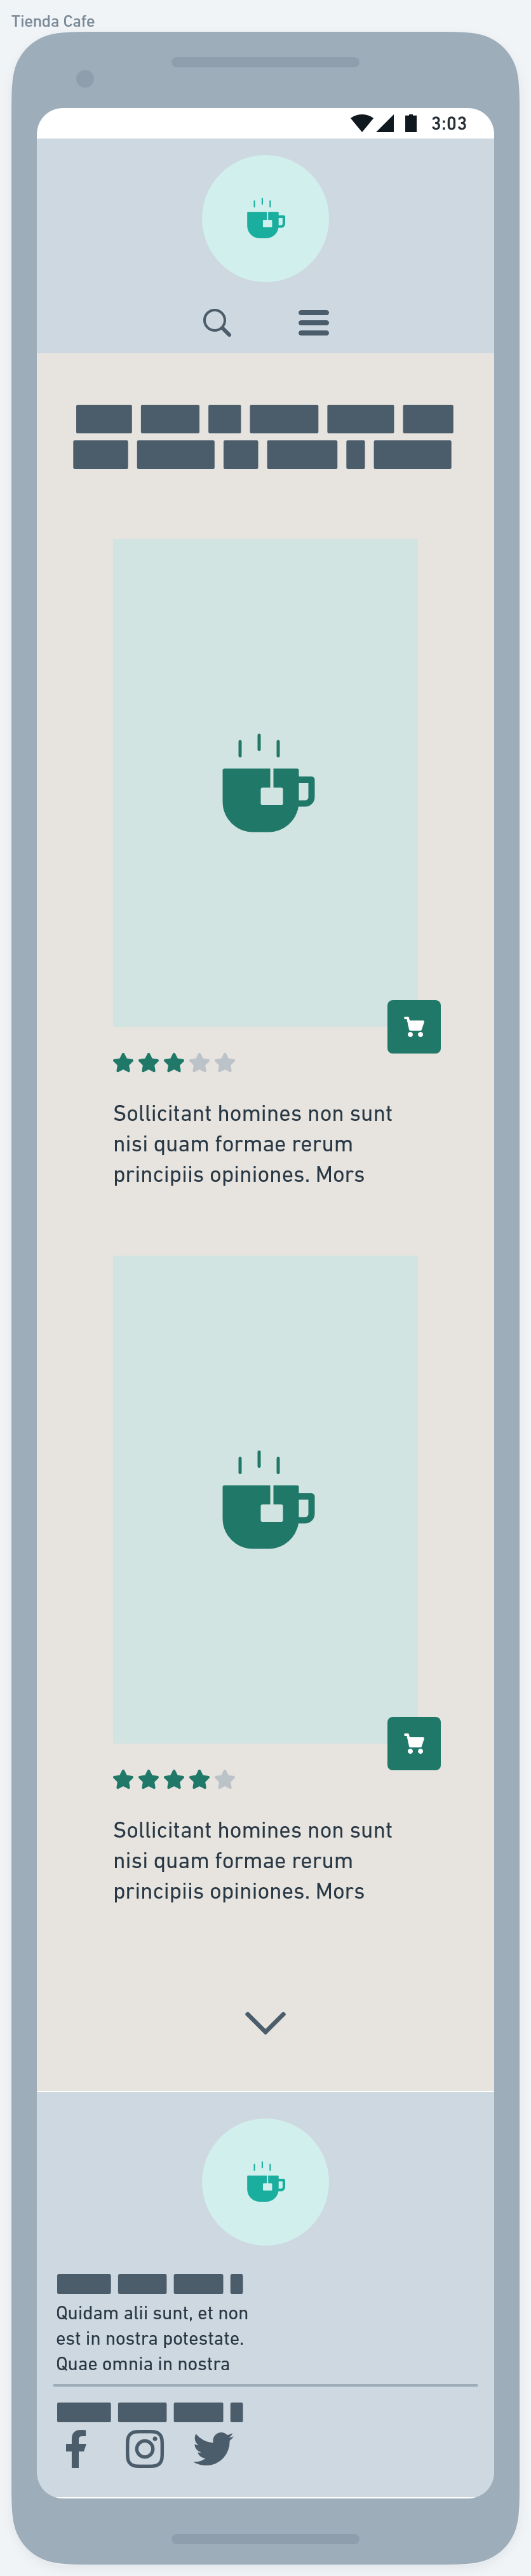 Tienda Cafe
3:03
Sollicitant homines non sunt
nisi quam formae rerum
principiis opiniones. Mors
Sollicitant homines non sunt
nisi quam formae rerum
principiis opiniones. Mors
Quidam alii sunt, et non
est in nostra potestate.
Quae omnia in nostra